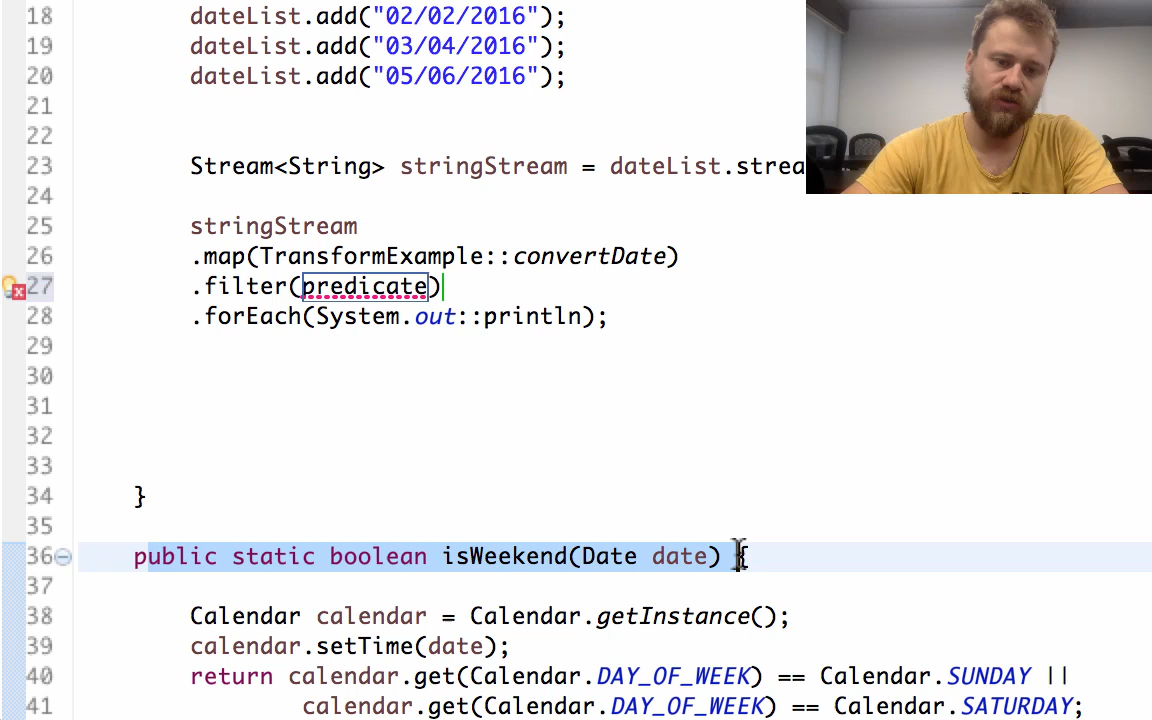 18 dateList.add("02/02/2016");
19 dateList.add("03/04/2016");
20 dateList.add("05/06/2016");
21
22
23 Stream<String> stringStream = dateList.strea
24
25 stringStream
26 .map(TransformExample::convertDate)
27 .filter(predicate)
28 .forEach(System.out::println);
29
30
31
32
33
34 }
35
36 public static boolean isWeekend(Date date) {
37
38 Calendar calendar = Calendar.getInstance();
39 calendar.setTime(date);
40 return calendar.get(Calendar.DAY_OF_WEEK) == Calendar.SUNDAY ||
41 calendar.get(Calendar.DAY_OF_WEEK) == Calendar.SATURDAY;